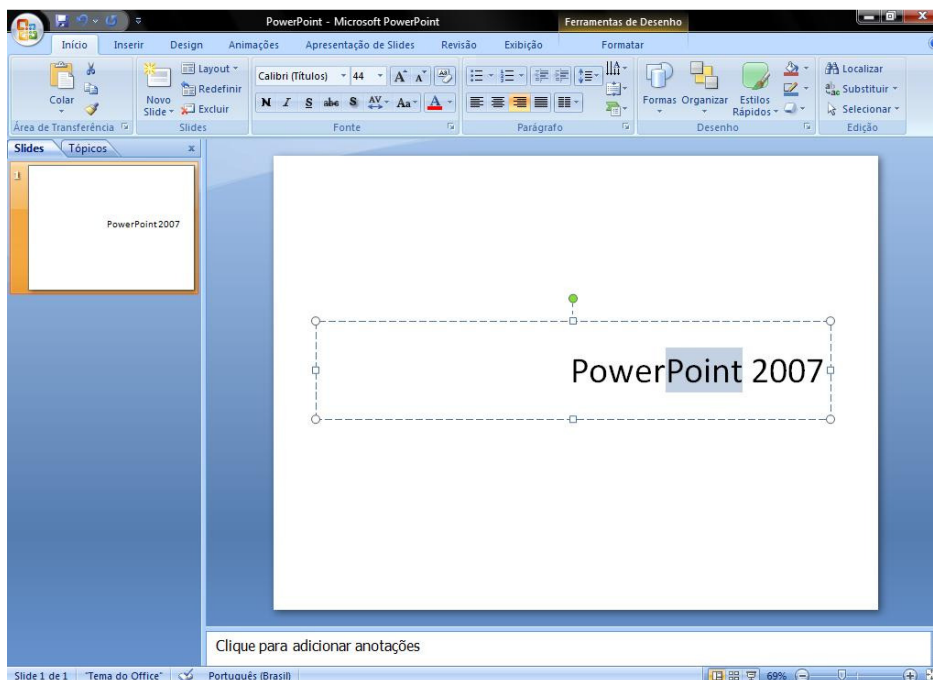 PowerPoint - Microsoft PowerPoint
Ferramentas de Desenho
Início Inserir Design Animações Apresentação de Slides Revisão Exibição Formatar
Colar
Novo Slide
Layout
Redefinir
Excluir
Calibri (Títulos) 44
N I S abe S AV Aa A
Formas Organizar Estilos Rápidos
Localizar
Substituir
Selecionar
Área de Transferência Slides Fonte Parágrafo Desenho Edição
Slides Tópicos x
1
PowerPoint 2007
PowerPoint 2007
Clique para adicionar anotações
Slide 1 de 1 "Tema do Office" Português (Brasil) 69%